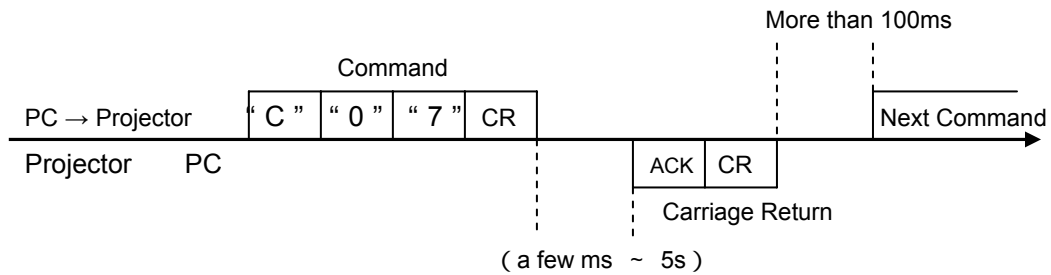 More than 100ms
Command
PC → Projector “ C ” “ 0 ” “ 7 ” CR Next Command
Projector PC ACK CR
Carriage Return
( a few ms ~ 5s )